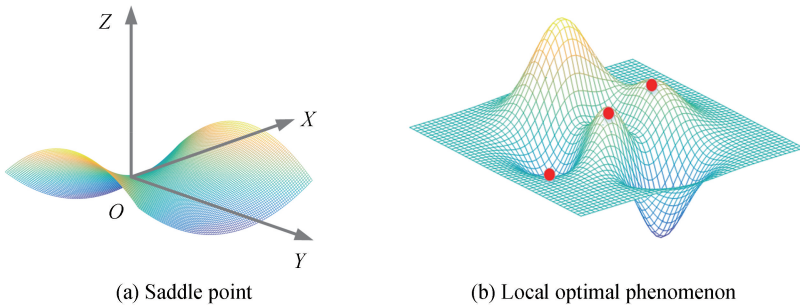 Z
X
O
Y
(a) Saddle point
(b) Local optimal phenomenon